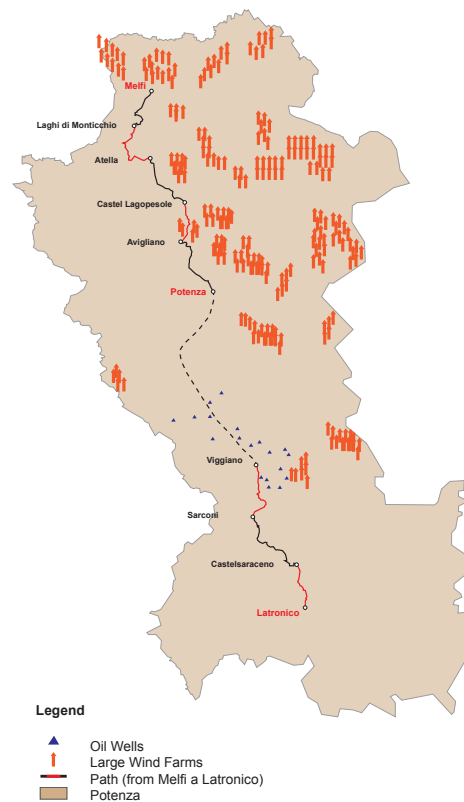 Melfi
Laghi di Monticchio
Atella
Castel Lagopesole
Avigliano
Potenza
Viggiano
Sarconi
Castelsaraceno
Latronico
Legend
Oil Wells
Large Wind Farms
Path (from Melfi a Latronico)
Potenza